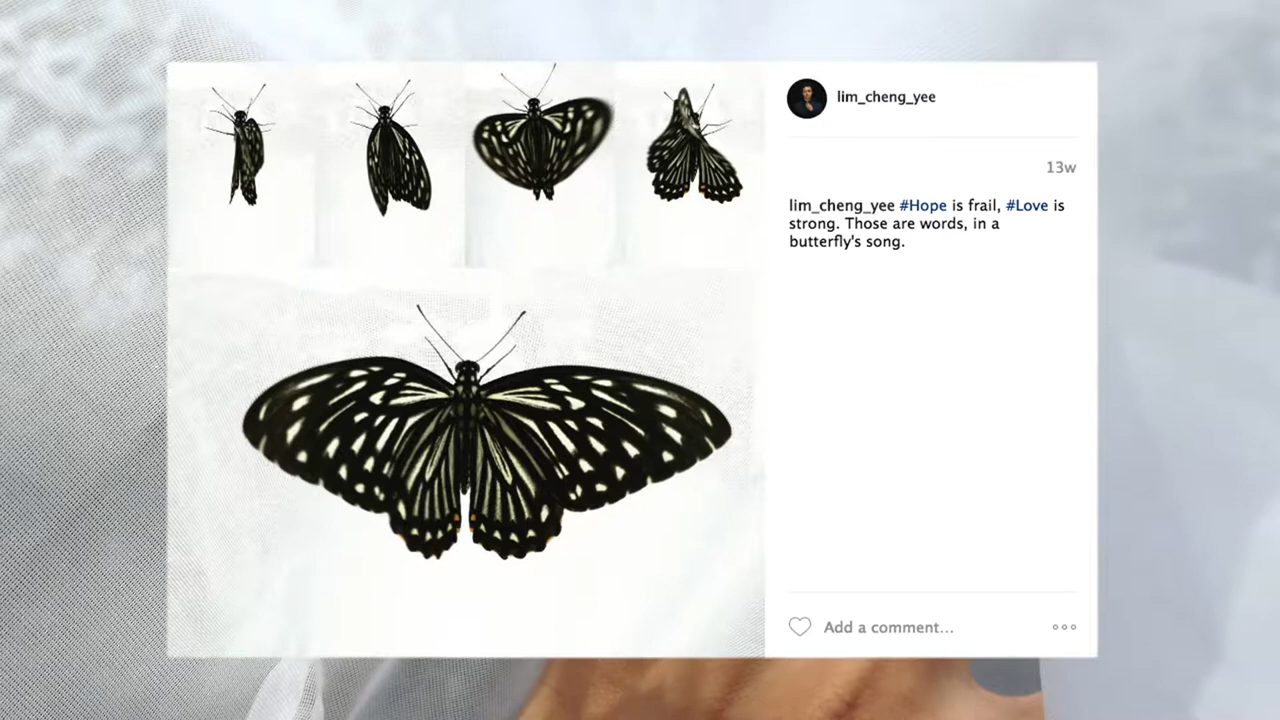 lim_cheng_yee
13w
lim_cheng_yee #Hope is frail, #Love is
strong. Those are words, in a
butterfly's song.
Add a comment...